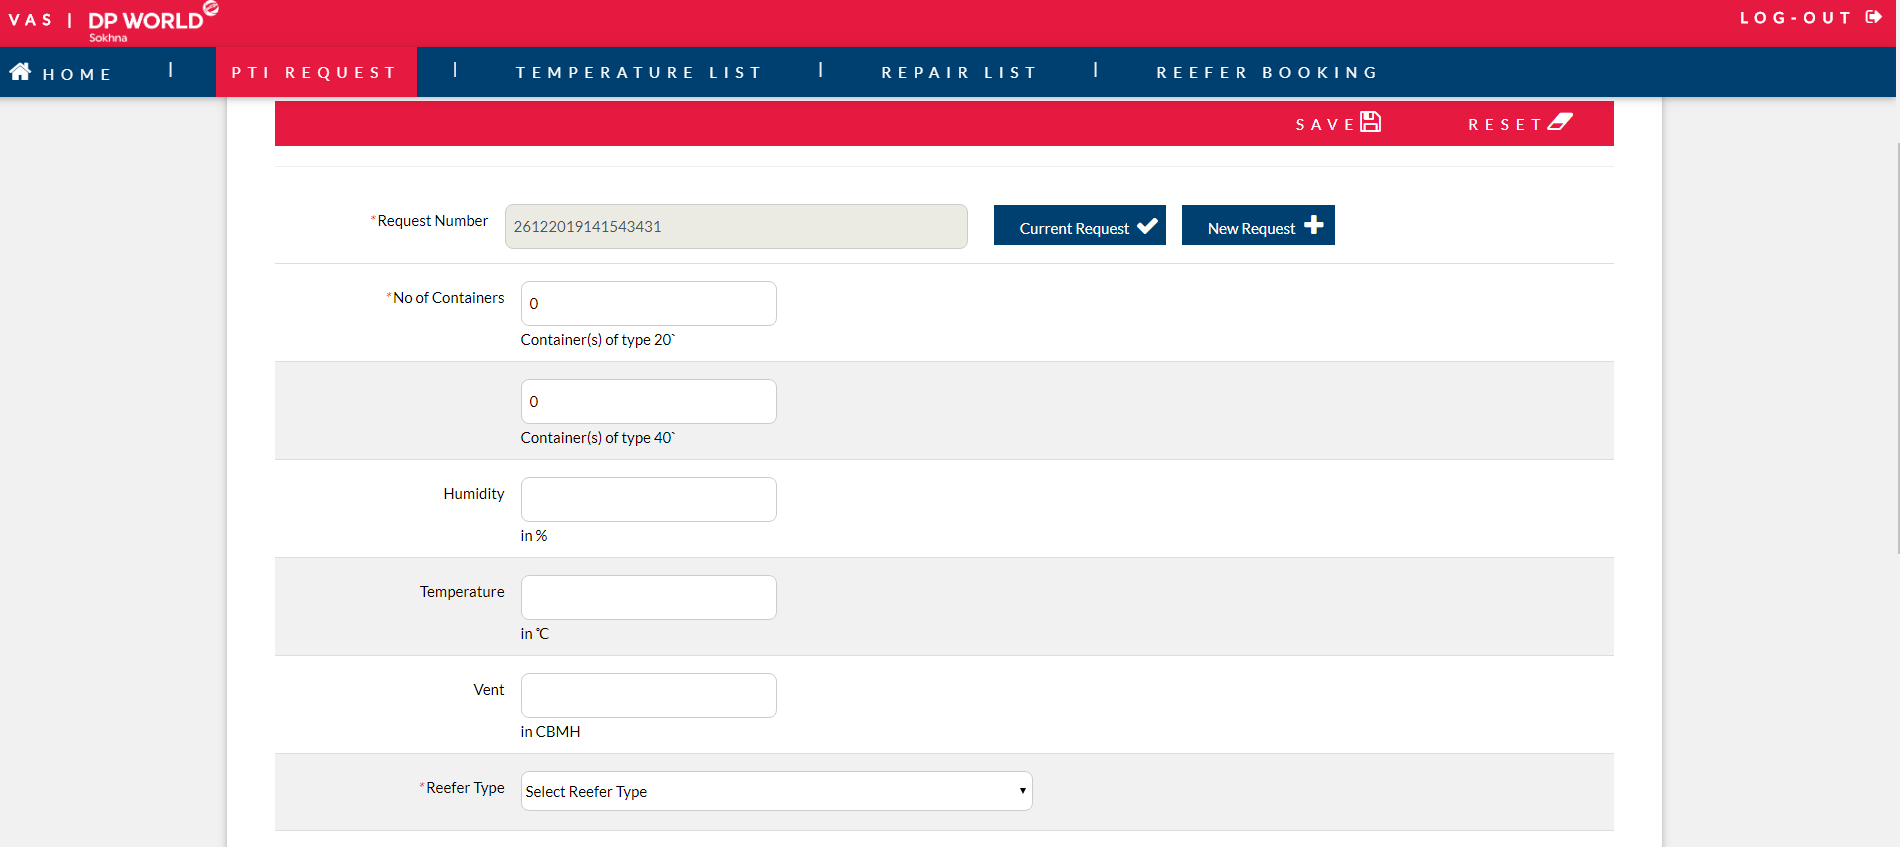 VAS | DP WORLD
Sokhna
LOG-OUT
HOME | PTI REQUEST | TEMPERATURE LIST | REPAIR LIST | REEFER BOOKING
SAVE RESET
*Request Number 26122019141543431 Current Request New Request
*No of Containers 0
Container(s) of type 20`
0
Container(s) of type 40`
Humidity
in %
Temperature
in °C
Vent
in CBMH
*Reefer Type Select Reefer Type